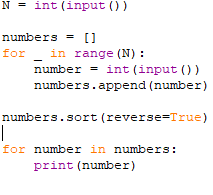 N = int(input())

numbers = []
for _ in range(N):
    number = int(input())
    numbers.append(number)

numbers.sort(reverse=True)

for number in numbers:
    print(number)